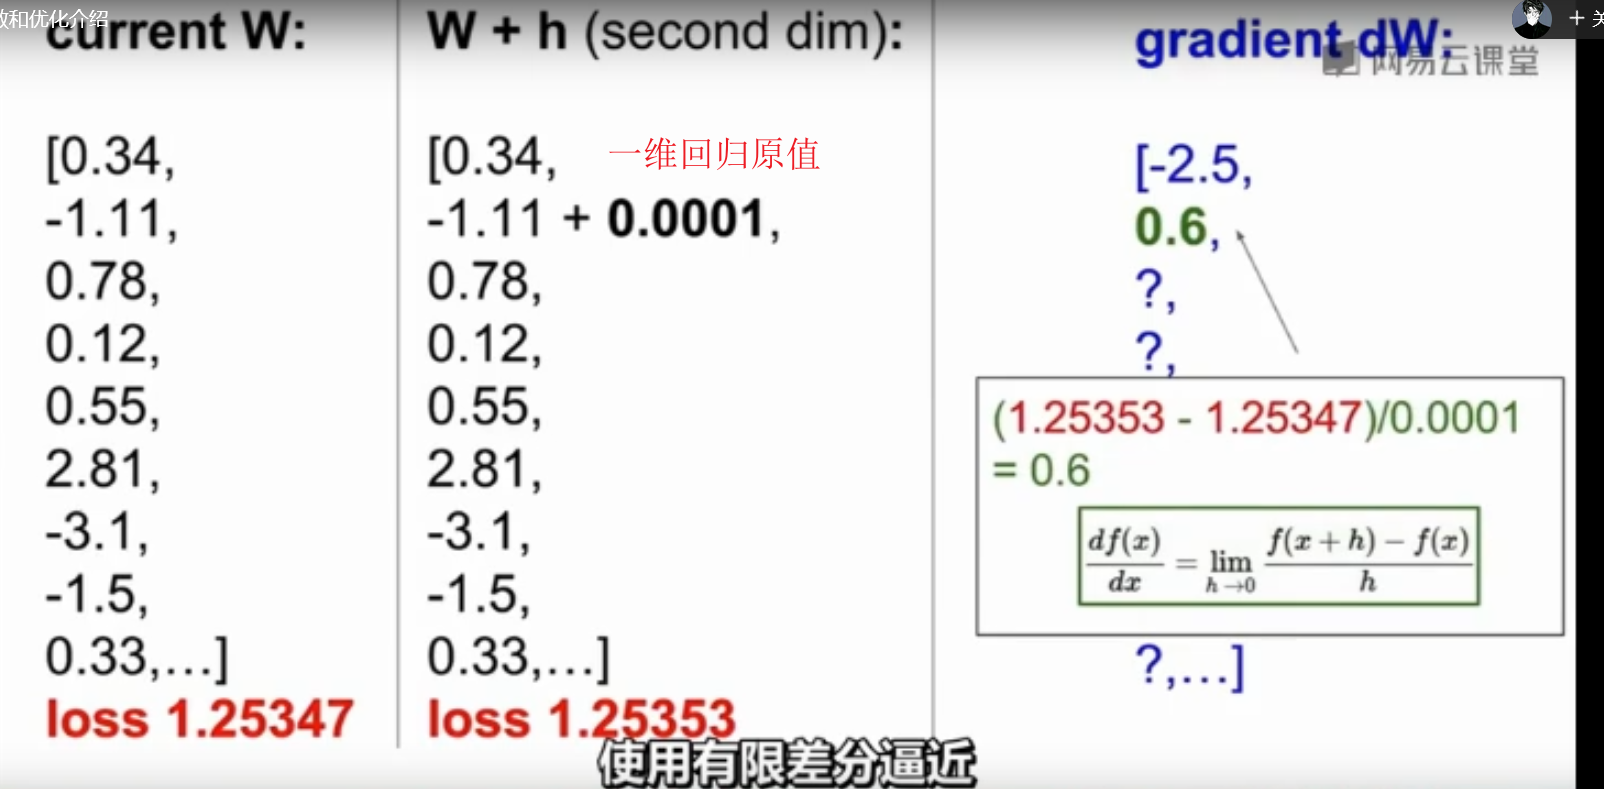 数和优化介绍
关
网易云课堂
current W:
[0.34,
-1.11,
0.78,
0.12,
0.55,
2.81,
-3.1,
-1.5,
0.33,…]
loss 1.25347
W + h (second dim):
[0.34, 一维回归原值
-1.11 + 0.0001,
0.78,
0.12,
0.55,
2.81,
-3.1,
-1.5,
0.33,…]
loss 1.25353
gradient dW:
[-2.5,
0.6,
?,
?,
(1.25353 - 1.25347)/0.0001
= 0.6
df(x)/dx = lim h→0 f(x + h) − f(x)/h
?,…]
使用有限差分逼近